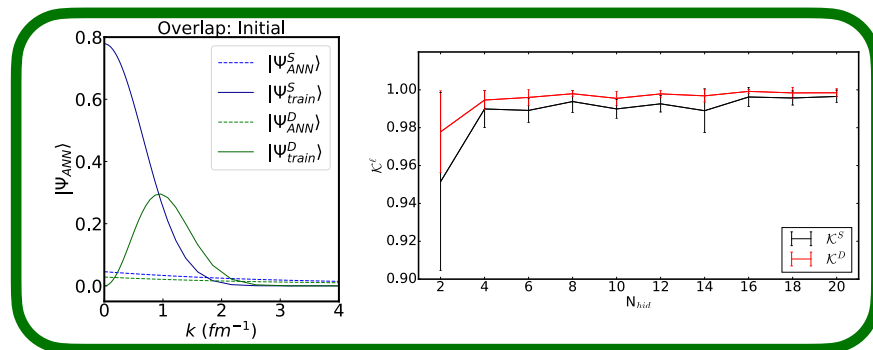 Overlap: Initial
|Ψ_ANN⟩
0.8
0.6
0.4
0.2
0.0
|Ψ^S_ANN⟩
|Ψ^S_train⟩
|Ψ^D_ANN⟩
|Ψ^D_train⟩
0 1 2 3 4
k (fm⁻¹)
𝒦^ℓ
1.00
0.98
0.96
0.94
0.92
0.90
𝒦^S
𝒦^D
2 4 6 8 10 12 14 16 18 20
N_hid